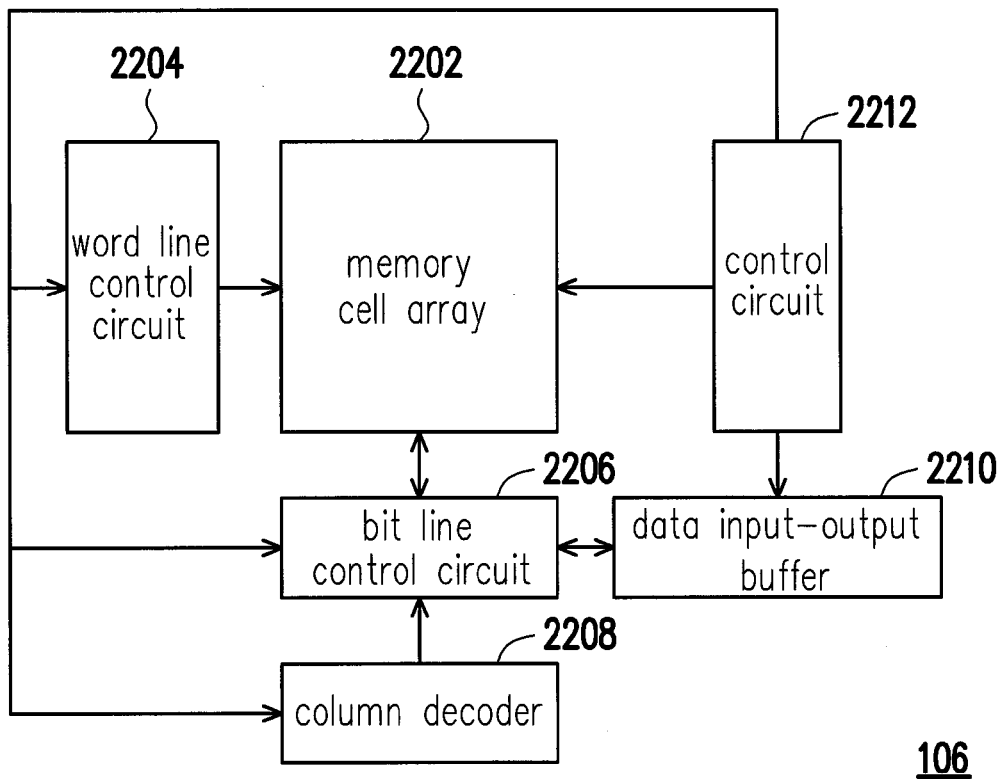 2204
2202
2212
word line
control
circuit
memory
cell array
control
circuit
2206
2210
bit line
control circuit
data input-output
buffer
2208
column decoder
106